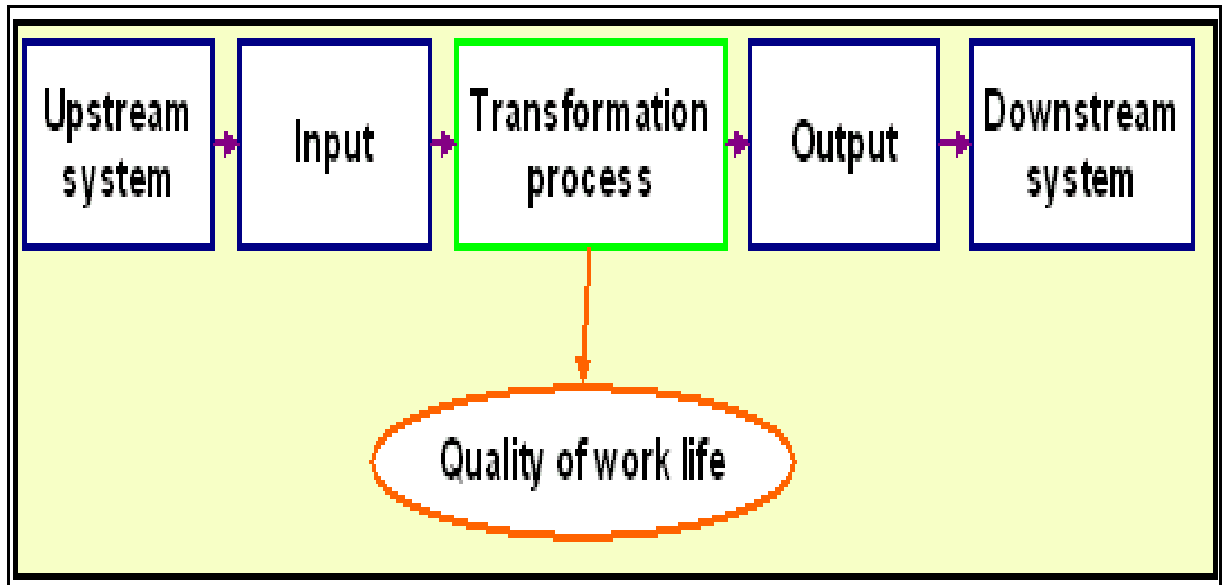 Upstream
system
Input
Transformation
process
Output
Downstream
system
Quality of work life